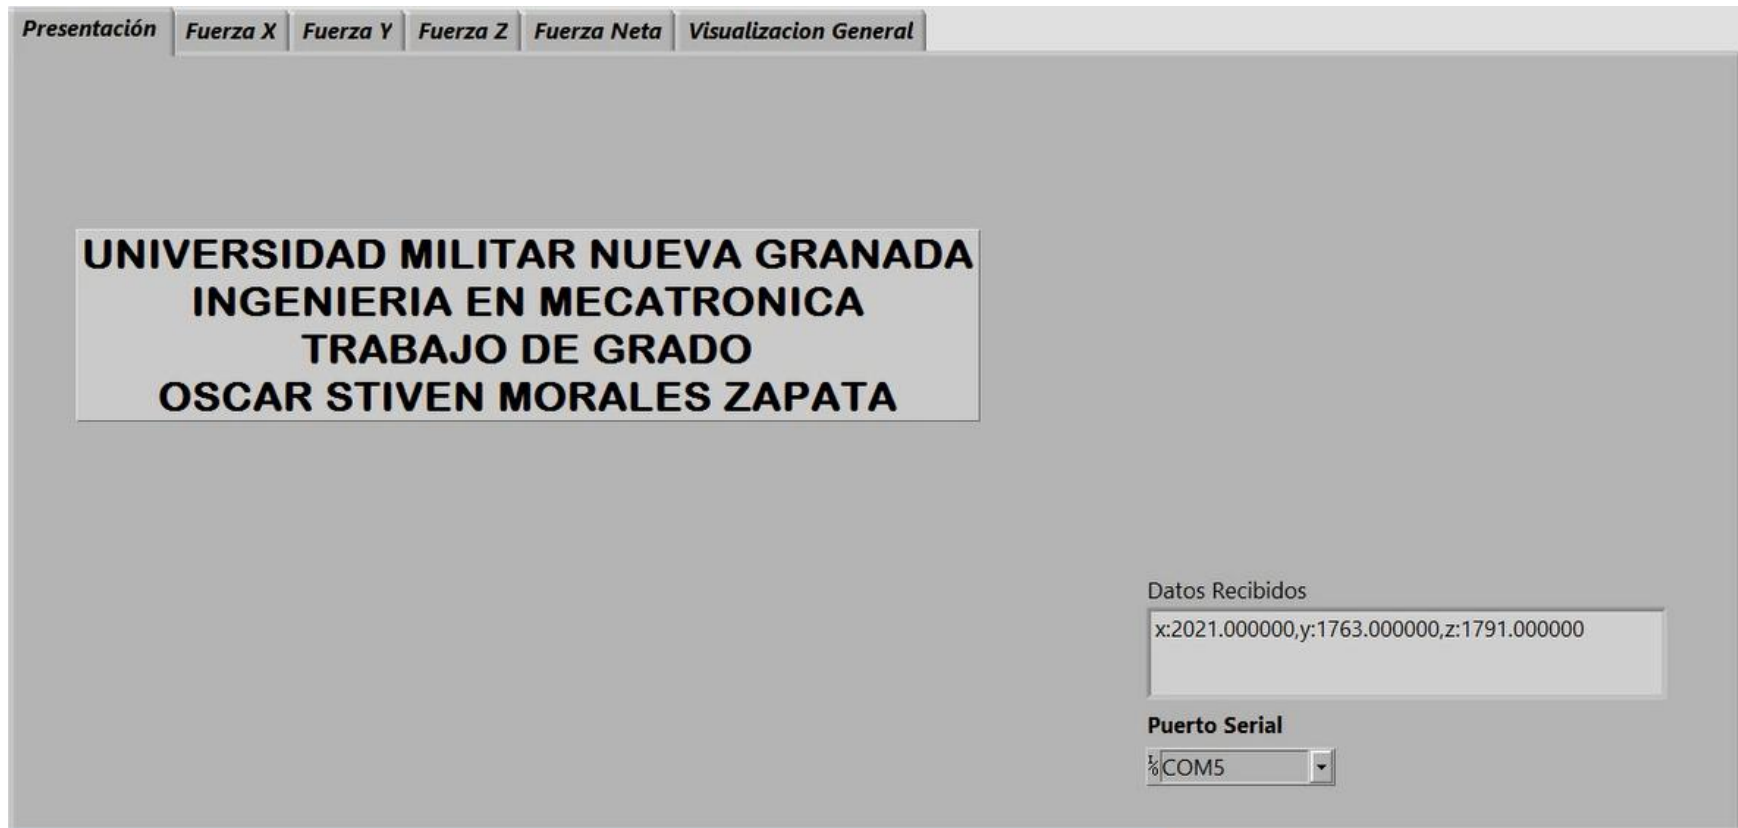 Presentación Fuerza X Fuerza Y Fuerza Z Fuerza Neta Visualizacion General
UNIVERSIDAD MILITAR NUEVA GRANADA
INGENIERIA EN MECATRONICA
TRABAJO DE GRADO
OSCAR STIVEN MORALES ZAPATA
Datos Recibidos
x:2021.000000,y:1763.000000,z:1791.000000
Puerto Serial
COM5